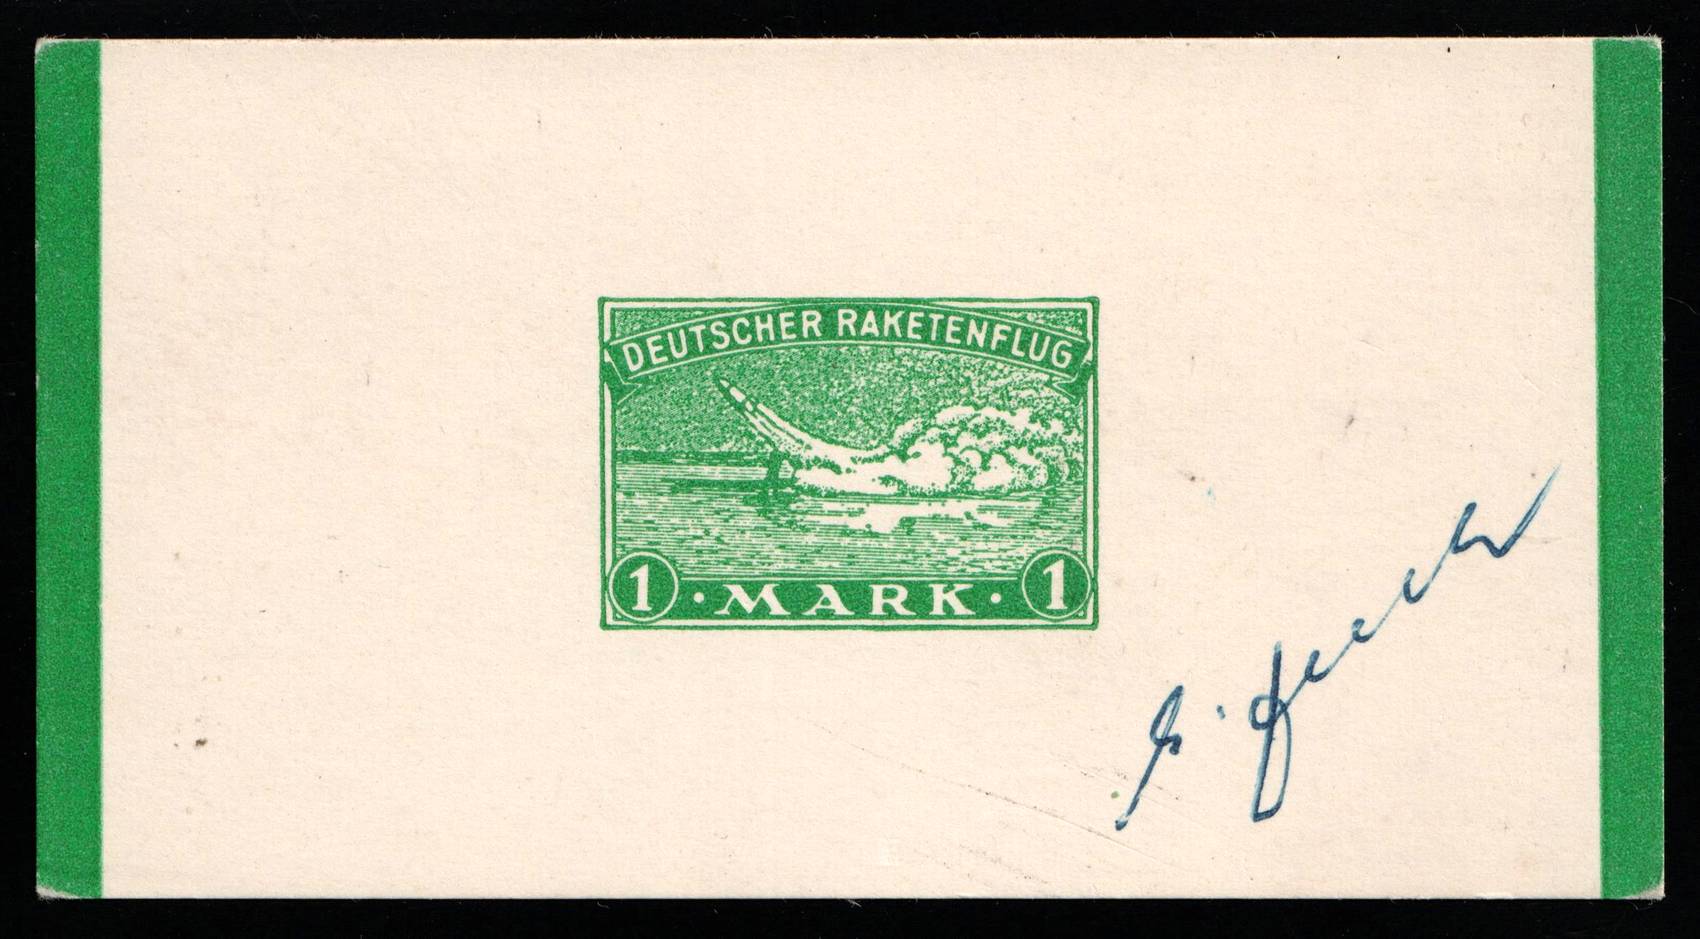 DEUTSCHER RAKETENFLUG
1 · MARK · 1